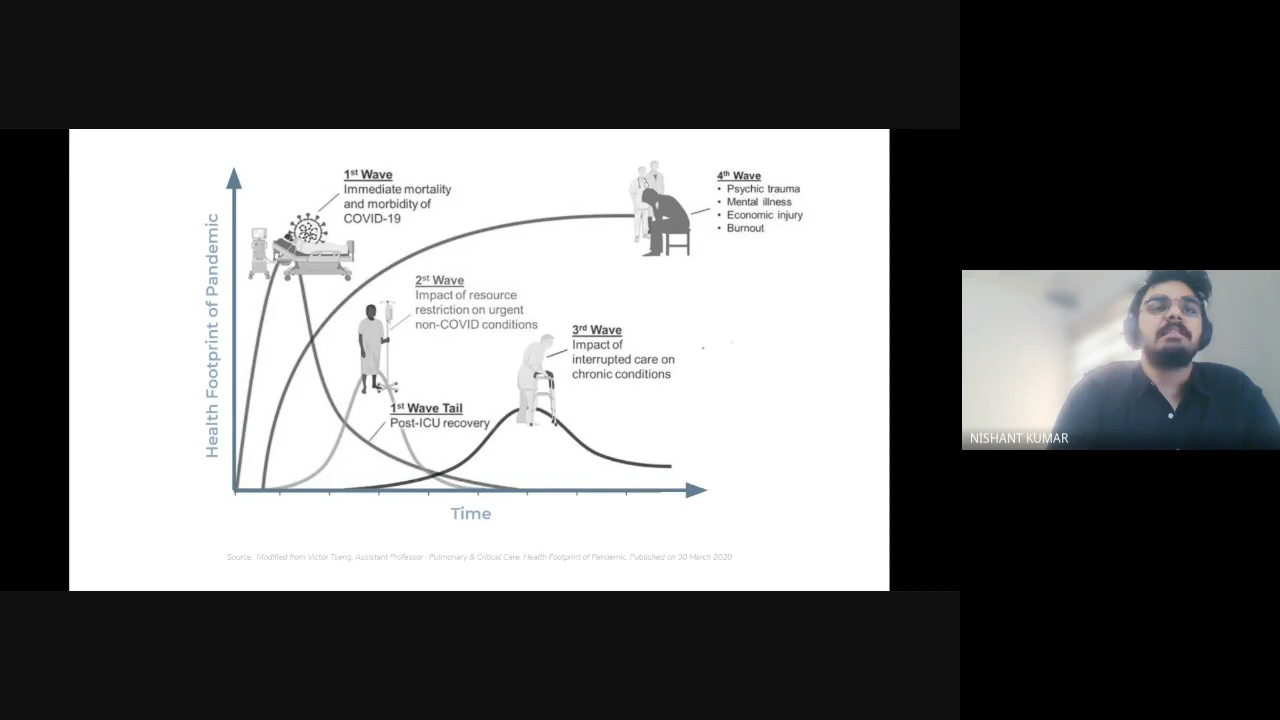 1st Wave
Immediate mortality
and morbidity of
COVID-19
4th Wave
• Psychic trauma
• Mental illness
• Economic injury
• Burnout
2st Wave
Impact of resource
restriction on urgent
non-COVID conditions
3rd Wave
Impact of
interrupted care on
chronic conditions
1st Wave Tail
Post-ICU recovery
Health Footprint of Pandemic
Time
Source: Modified from Victor Tseng, Assistant Professor - Pulmonary & Critical Care. Health Footprint of Pandemic. Published on 30 March 2020
NISHANT KUMAR